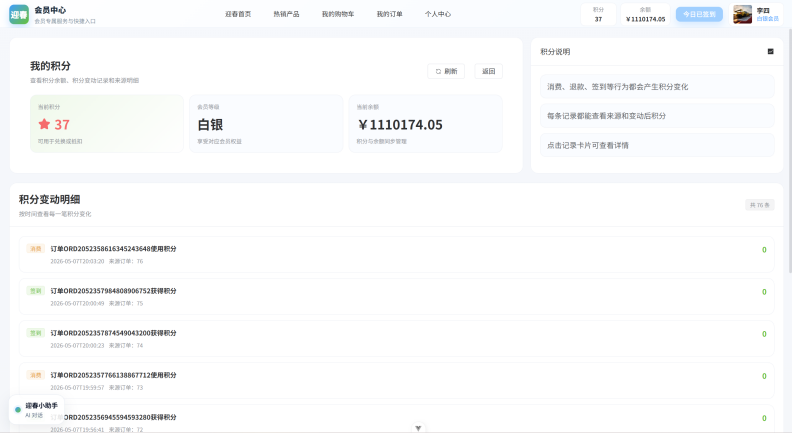 迎春
会员中心
会员专属服务与快捷入口
迎春首页
热销产品
我的购物车
我的订单
个人中心
积分
37
余额
¥1110174.05
今日已签到
李四
白银会员
我的积分
查看积分余额、积分变动记录和来源明细
刷新
返回
当前积分
37
可用于兑换或抵扣
会员等级
白银
享受对应会员权益
当前余额
¥1110174.05
积分与余额同步管理
积分说明
消费、退款、签到等行为都会产生积分变化
每条记录都能查看来源和变动后积分
点击记录卡片可查看详情
积分变动明细
按时间查看每一笔积分变化
共 76 条
消费
订单ORD2052358616345243648使用积分
2026-05-07T20:03:20 来源订单：76
0
签到
订单ORD2052357984808906752获得积分
2026-05-07T20:00:49 来源订单：75
0
签到
订单ORD2052357874549043200获得积分
2026-05-07T20:00:23 来源订单：74
0
消费
订单ORD2052357766138867712使用积分
2026-05-07T19:59:57 来源订单：73
0
订单ORD2052356945594593280获得积分
2026-05-07T19:56:41 来源订单：72
0
迎春小助手
AI 对话